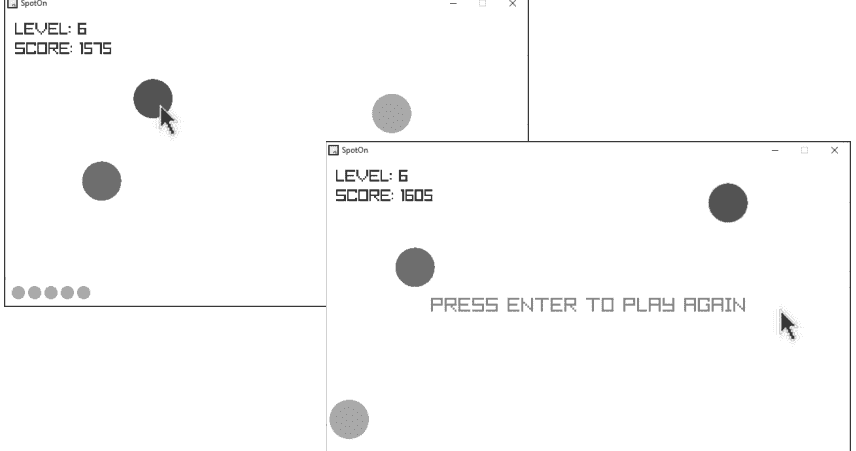 SpotOn
LEVEL: 6
SCORE: 1575
SpotOn
LEVEL: 6
SCORE: 1605
PRESS ENTER TO PLAY AGAIN